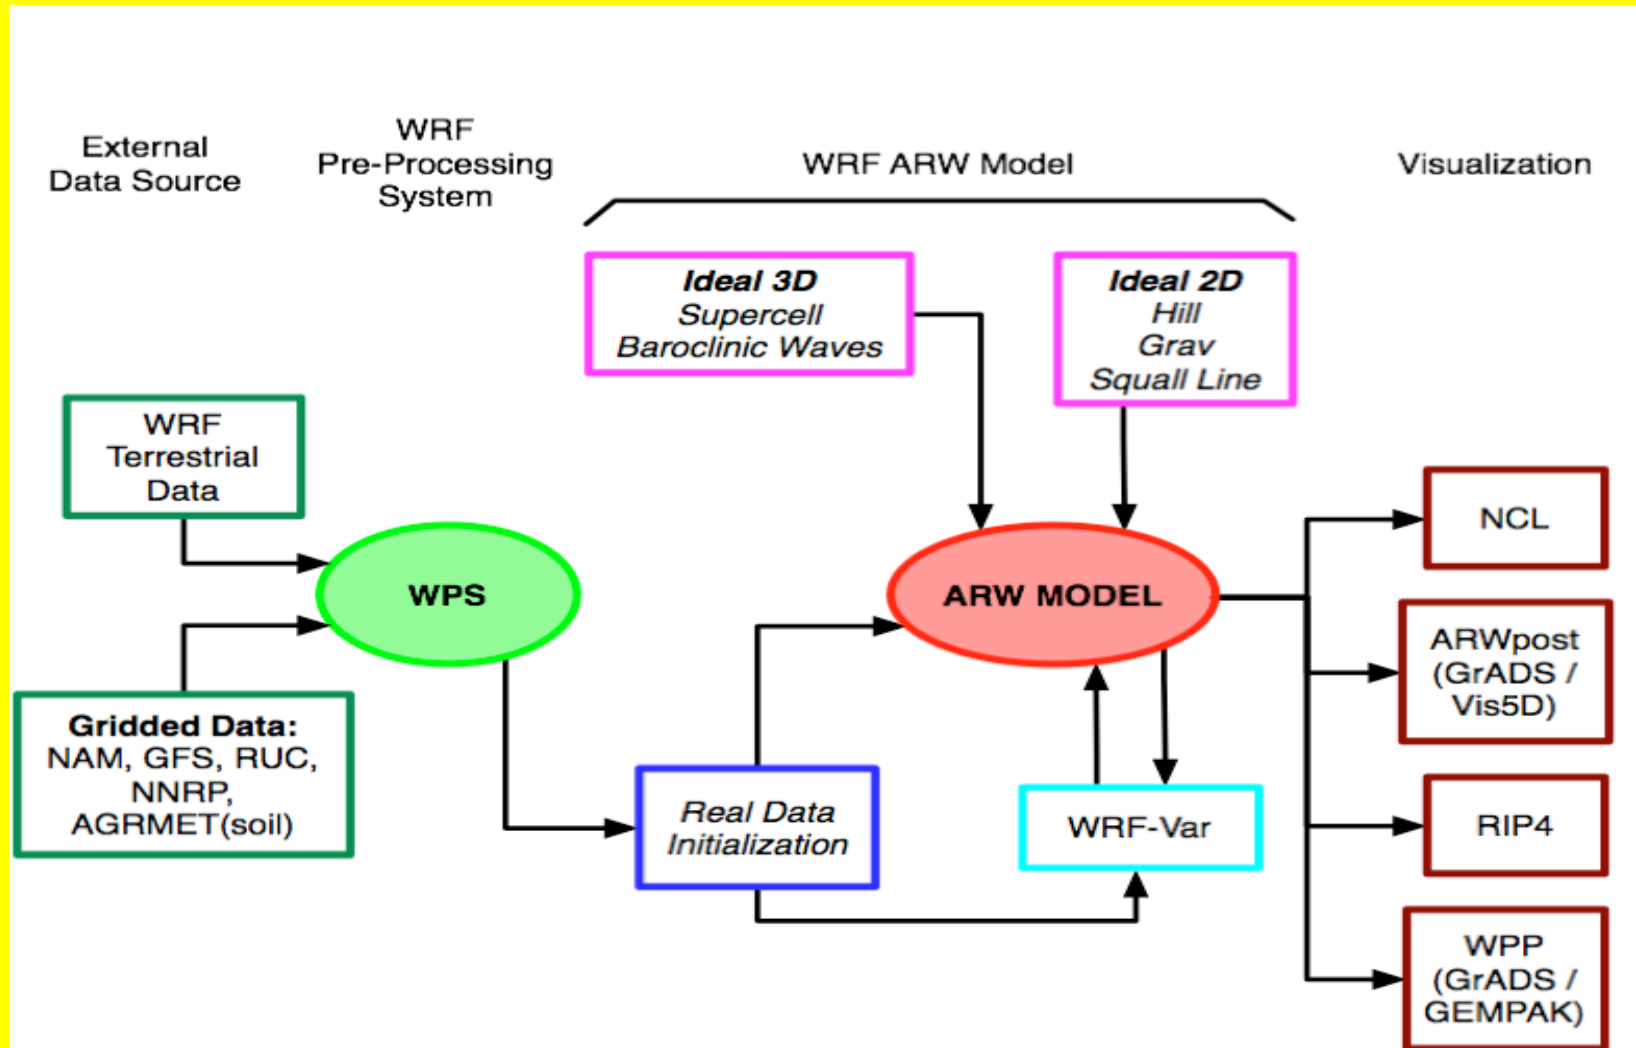 External
Data Source
WRF
Pre-Processing
System
WRF ARW Model
Visualization
Ideal 3D
Supercell
Baroclinic Waves
Ideal 2D
Hill
Grav
Squall Line
WRF
Terrestrial
Data
WPS
ARW MODEL
Gridded Data:
NAM, GFS, RUC,
NNRP,
AGRMET(soil)
Real Data
Initialization
WRF-Var
NCL
ARWpost
(GrADS /
Vis5D)
RIP4
WPP
(GrADS /
GEMPAK)